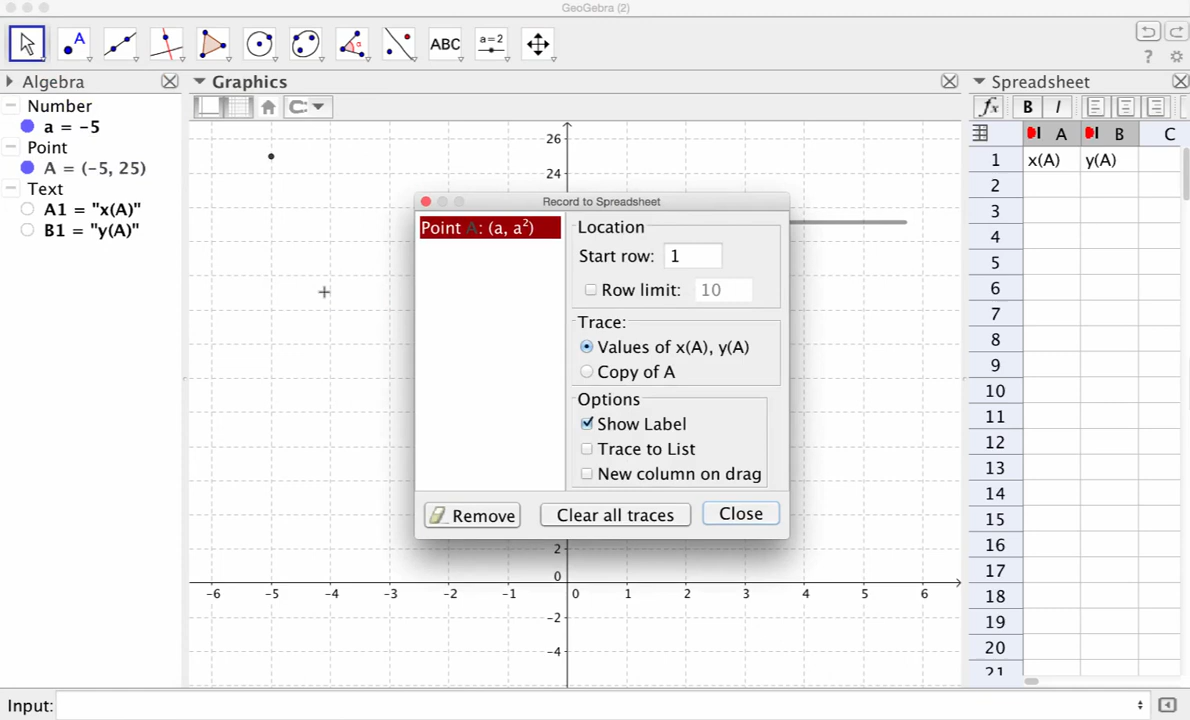 GeoGebra (2)
A
α
ABC
a=2
?
Algebra
Graphics
Spreadsheet
Number
a = −5
Point
A = (−5, 25)
Text
A1 = "x(A)"
B1 = "y(A)"
26
24
2
0
−2
−4
−6 −5 −4 −3 −2 −1 0 1 2 3 4 5 6
Record to Spreadsheet
Point A: (a, a²)
Location
Start row: 1
Row limit: 10
Trace:
Values of x(A), y(A)
Copy of A
Options
Show Label
Trace to List
New column on drag
Remove
Clear all traces
Close
fx B I
A B C
1 x(A) y(A)
2
3
4
5
6
7
8
9
10
11
12
13
14
15
16
17
18
19
20
21
Input: